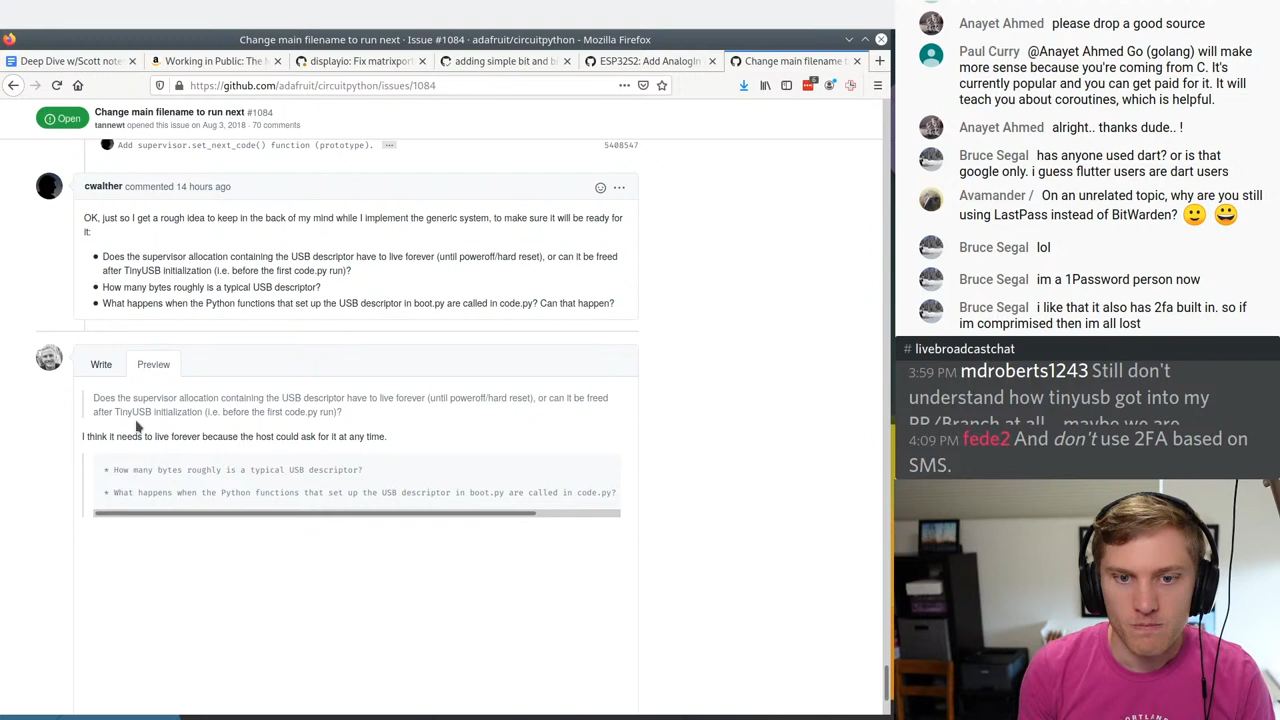 Change main filename to run next · Issue #1084 · adafruit/circuitpython - Mozilla Firefox
Deep Dive w/Scott note
Working in Public: The M
displayio: Fix matrixport
adding simple bit and b
ESP32S2: Add AnalogIn
Change main filename t
https://github.com/adafruit/circuitpython/issues/1084
6
Open
Change main filename to run next #1084
tannewt opened this issue on Aug 3, 2018 · 70 comments
Add supervisor.set_next_code() function (prototype). ...
5408547
cwalther commented 14 hours ago
OK, just so I get a rough idea to keep in the back of my mind while I implement the generic system, to make sure it will be ready for
it:
• Does the supervisor allocation containing the USB descriptor have to live forever (until poweroff/hard reset), or can it be freed
after TinyUSB initialization (i.e. before the first code.py run)?
• How many bytes roughly is a typical USB descriptor?
• What happens when the Python functions that set up the USB descriptor in boot.py are called in code.py? Can that happen?
Write
Preview
Does the supervisor allocation containing the USB descriptor have to live forever (until poweroff/hard reset), or can it be freed
after TinyUSB initialization (i.e. before the first code.py run)?
I think it needs to live forever because the host could ask for it at any time.
* How many bytes roughly is a typical USB descriptor?
* What happens when the Python functions that set up the USB descriptor in boot.py are called in code.py?
Anayet Ahmed please drop a good source
Paul Curry @Anayet Ahmed Go (golang) will make
more sense because you're coming from C. It's
currently popular and you can get paid for it. It will
teach you about coroutines, which is helpful.
Anayet Ahmed alright.. thanks dude.. !
Bruce Segal has anyone used dart? or is that
google only. i guess flutter users are dart users
Avamander / On an unrelated topic, why are you still
using LastPass instead of BitWarden? 🙂 😀
Bruce Segal lol
Bruce Segal im a 1Password person now
Bruce Segal i like that it also has 2fa built in. so if
im comprimised then im all lost
# livebroadcastchat
3:59 PM mdroberts1243 Still don't
understand how tinyusb got into my
PR/Branch at all maybe we are
4:09 PM fede2 And don't use 2FA based on
SMS.